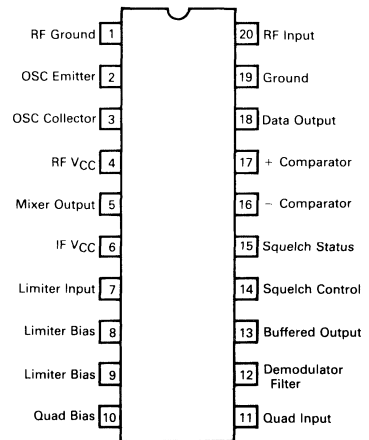 RF Ground 1
20 RF Input
OSC Emitter 2
19 Ground
OSC Collector 3
18 Data Output
RF VCC 4
17 + Comparator
Mixer Output 5
16 − Comparator
IF VCC 6
15 Squelch Status
Limiter Input 7
14 Squelch Control
Limiter Bias 8
13 Buffered Output
Limiter Bias 9
12 Demodulator
Filter
Quad Bias 10
11 Quad Input